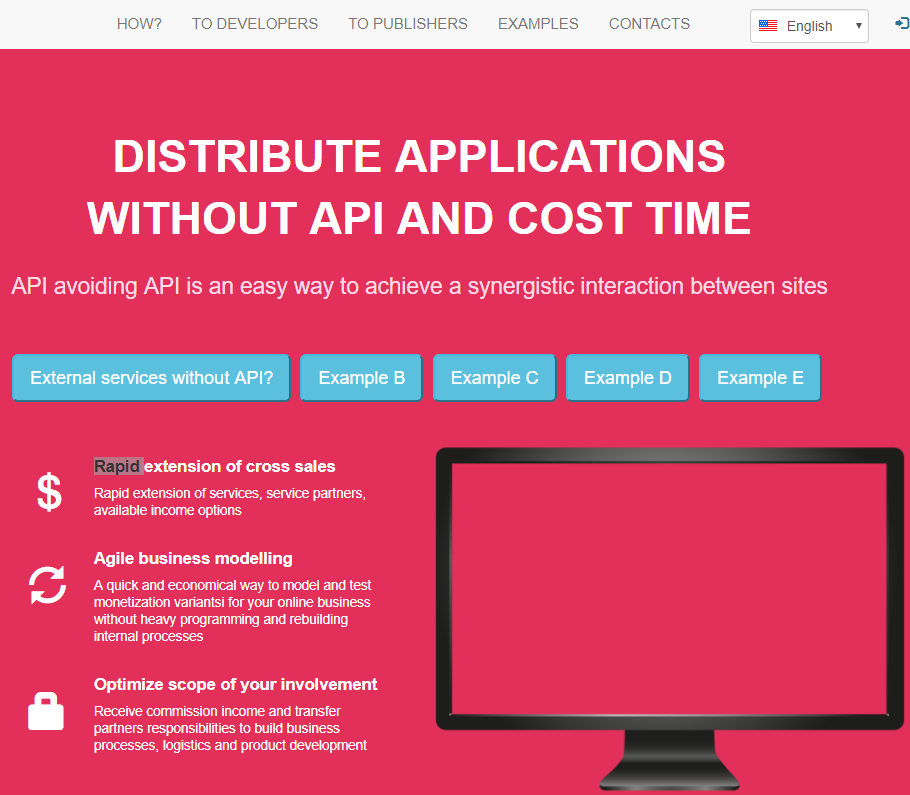 HOW? TO DEVELOPERS TO PUBLISHERS EXAMPLES CONTACTS English
DISTRIBUTE APPLICATIONS
WITHOUT API AND COST TIME
API avoiding API is an easy way to achieve a synergistic interaction between sites
External services without API? Example B Example C Example D Example E
Rapid extension of cross sales
Rapid extension of services, service partners,
available income options
Agile business modelling
A quick and economical way to model and test
monetization variantsi for your online business
without heavy programming and rebuilding
internal processes
Optimize scope of your involvement
Receive commission income and transfer
partners responsibilities to build business
processes, logistics and product development